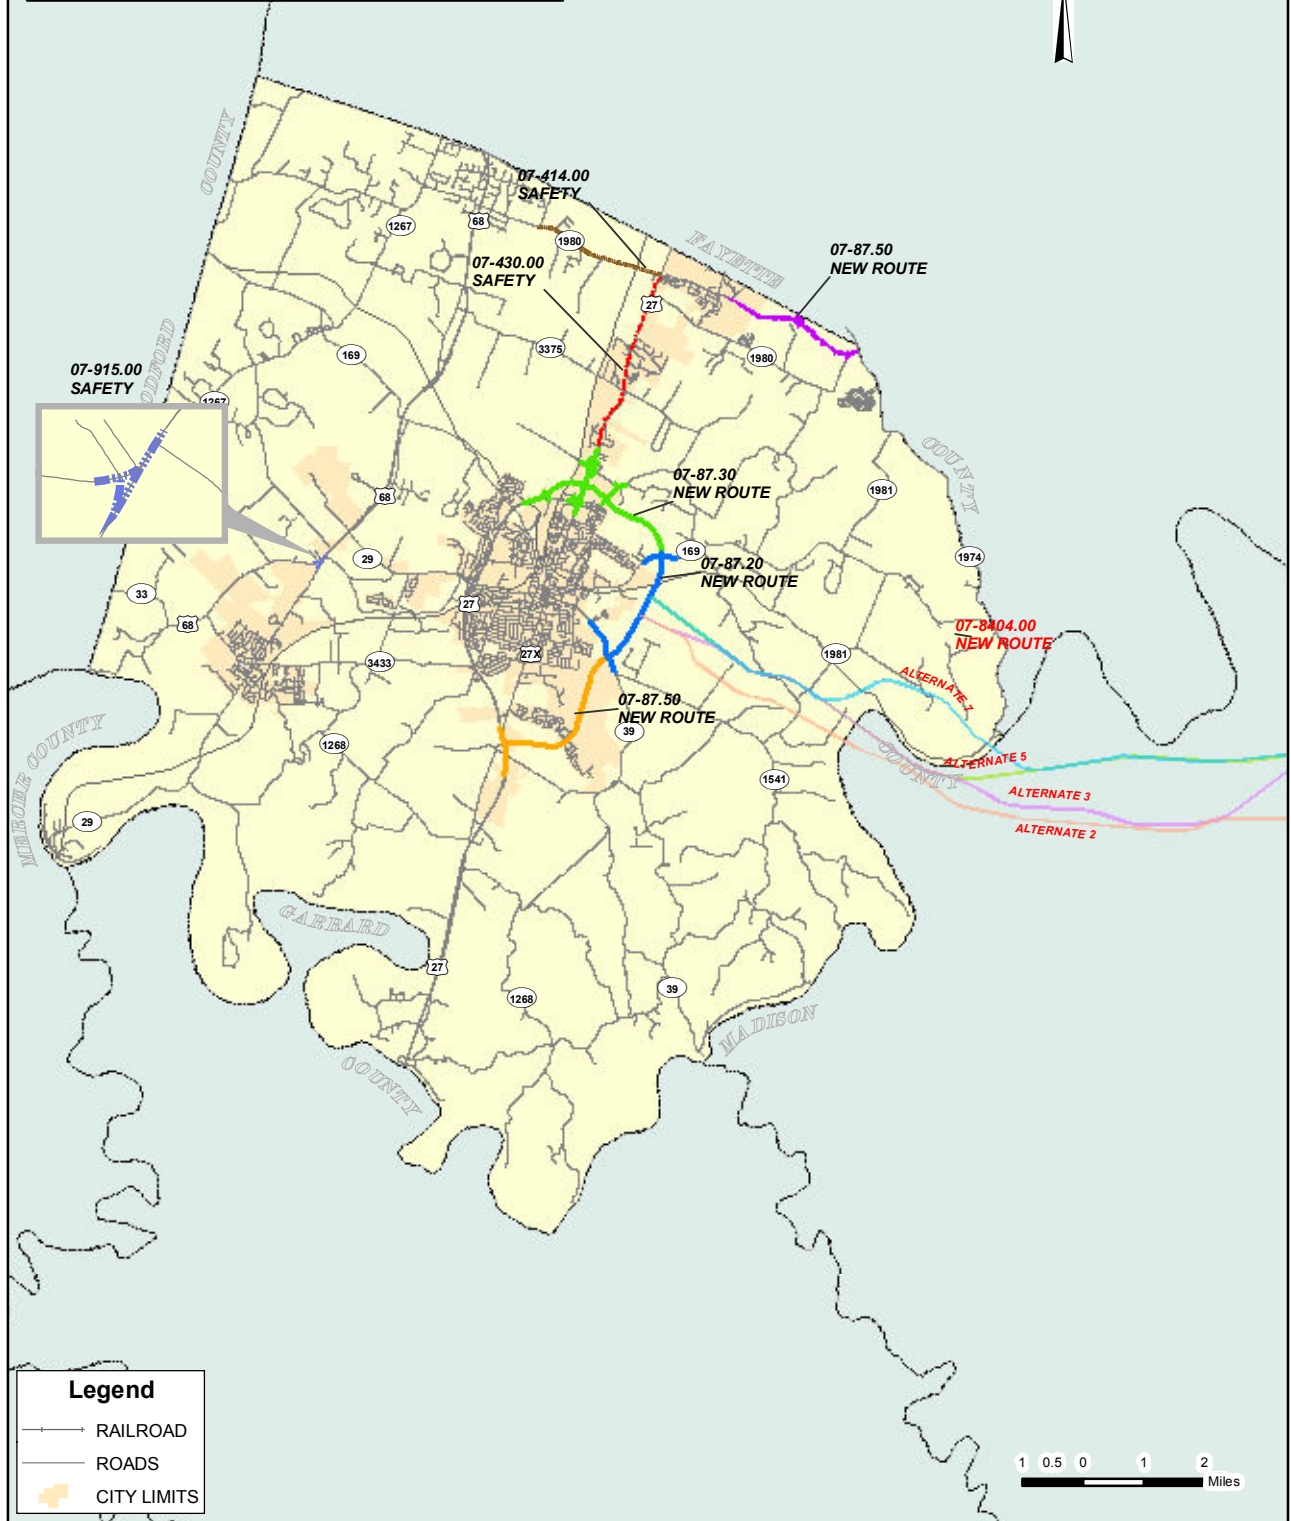 COUNTY
07-414.00
SAFETY
68
1267
1980
FAYETTE
07-87.50
NEW ROUTE
07-430.00
SAFETY
27
3375
1980
169
07-915.00
SAFETY
ODFORD
1267
COUNTY
68
07-87.30
NEW ROUTE
1981
29
169
1974
07-87.20
NEW ROUTE
33
27
68
07-8404.00
NEW ROUTE
27X
3433
1981
ALTERNATE 7
07-87.50
NEW ROUTE
39
MERCER COUNTY
1268
COUNTY
ALTERNATE 5
1541
ALTERNATE 3
29
ALTERNATE 2
GARRARD
27
1268
39
MADISON
COUNTY
Legend
RAILROAD
ROADS
CITY LIMITS
1 0.5 0 1 2
Miles